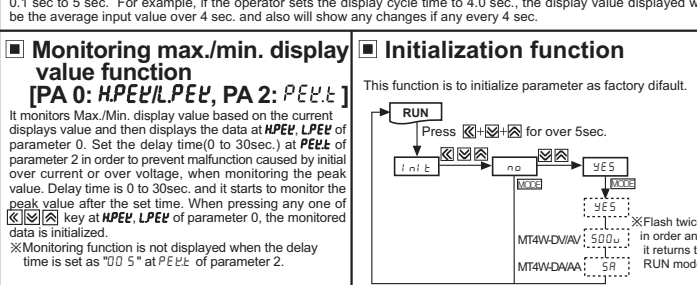 0.1 sec to 5 sec. For example, if the operator sets the display cycle time to 4.0 sec., the display value displayed
be the average input value over 4 sec. and also will show any changes if any every 4 sec.
■ Monitoring max./min. display
value function
[PA 0: H.PEK/L.PEK, PA 2: PEK.t ]
It monitors Max./Min. display value based on the current
displays value and then displays the data at H.PEK, L.PEK of
parameter 0. Set the delay time(0 to 30sec.) at PEK.t of
parameter 2 in order to prevent malfunction caused by initial
over current or over voltage, when monitoring the peak
value. Delay time is 0 to 30sec. and it starts to monitor the
peak value after the set time. When pressing any one of
key at H.PEK, L.PEK of parameter 0, the monitored
data is initialized.
※Monitoring function is not displayed when the delay
time is set as "00 S" at PEK.t of parameter 2.
■ Initialization function
This function is to initialize parameter as factory difault.
RUN
Press ≪+≫+≫ for over 5sec.
InIt
no
YES
MODE
MODE
YES
MT4W-DV/AV 500v
MT4W-DA/AA 5A
※Flash twic
in order an
it returns t
RUN mod